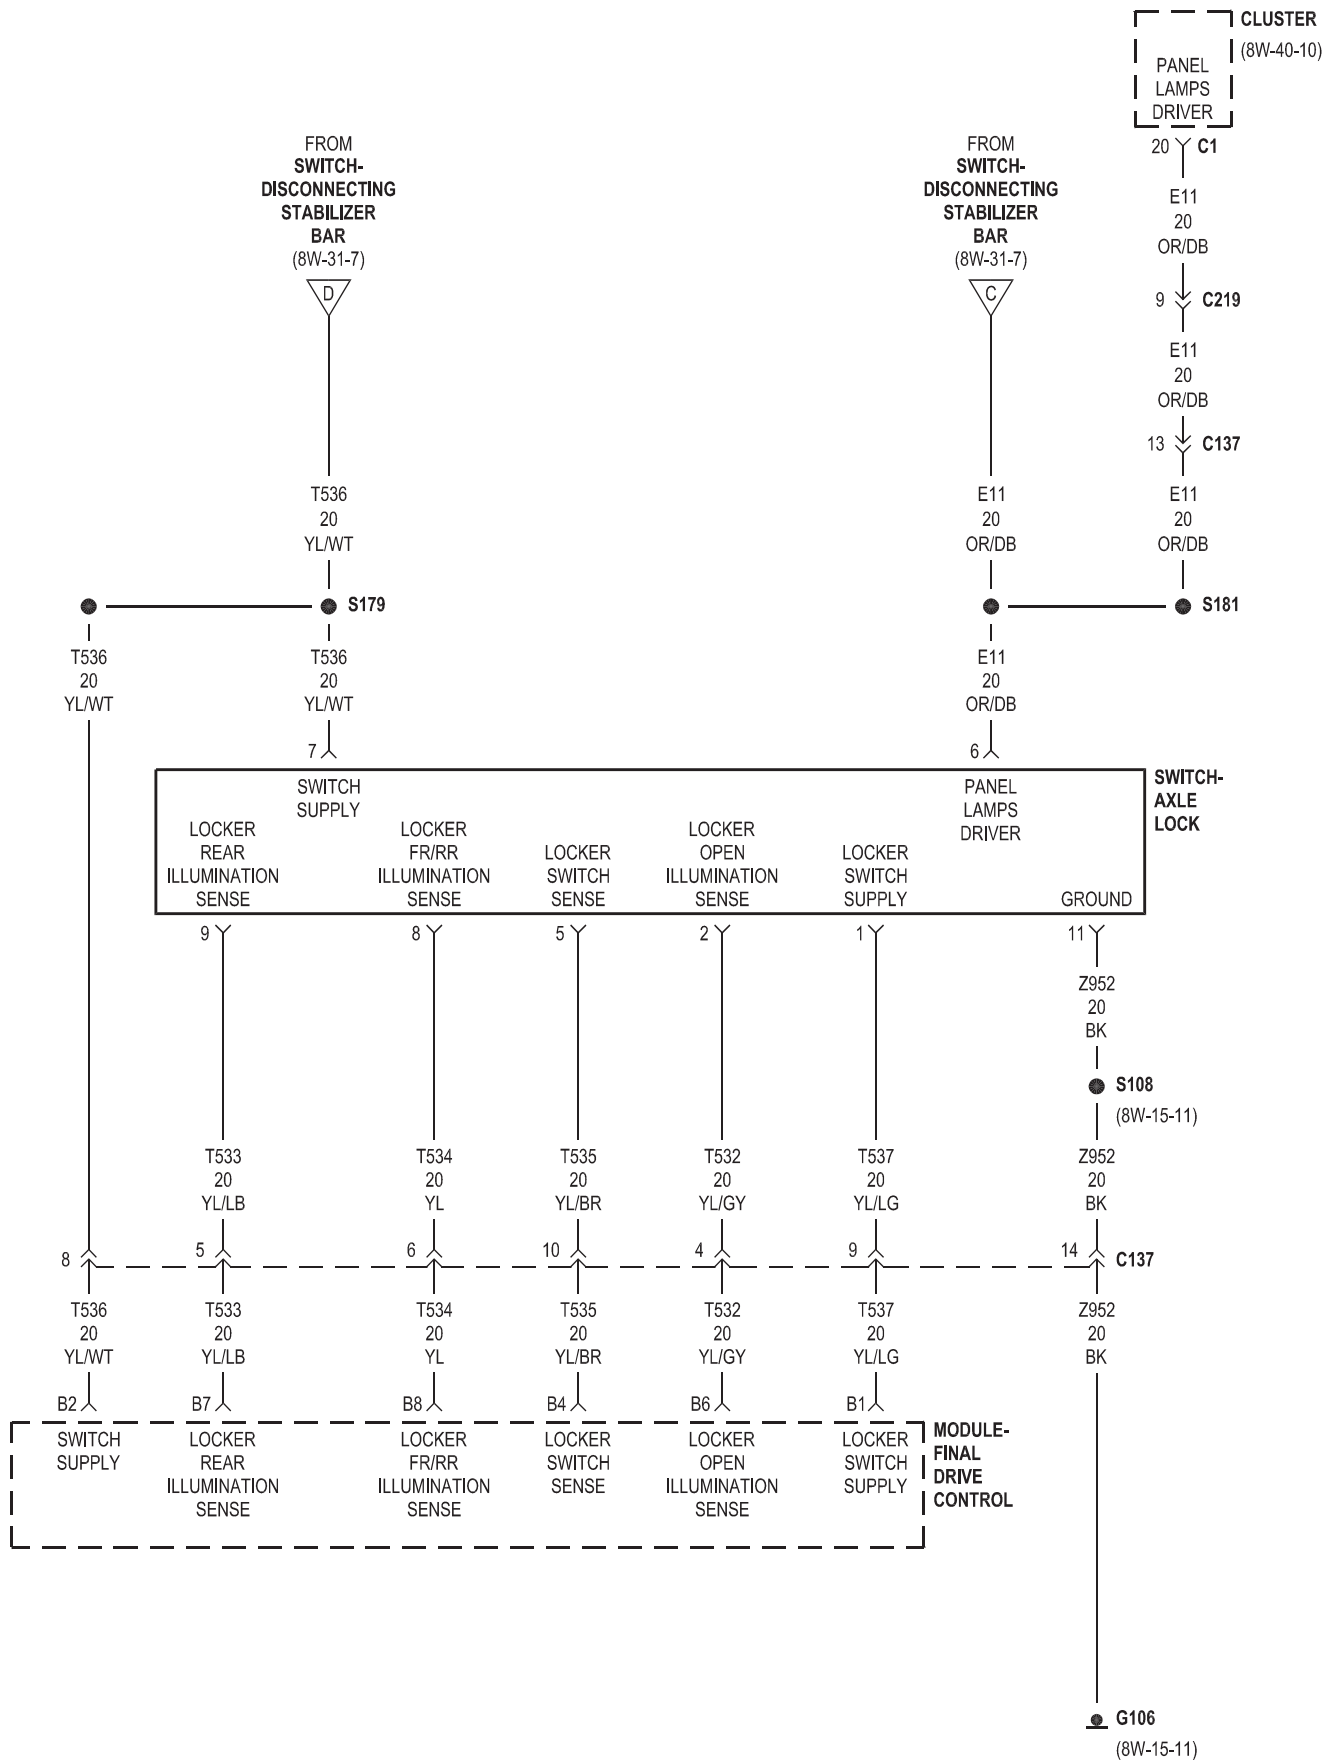 CLUSTER
(8W-40-10)
PANEL
LAMPS
DRIVER
20 C1
E11
20
OR/DB
9 C219
E11
20
OR/DB
13 C137
E11
20
OR/DB
S181
FROM
SWITCH-
DISCONNECTING
STABILIZER
BAR
(8W-31-7)
D
T536
20
YL/WT
S179
FROM
SWITCH-
DISCONNECTING
STABILIZER
BAR
(8W-31-7)
C
E11
20
OR/DB
T536
20
YL/WT
T536
20
YL/WT
E11
20
OR/DB
7
6
SWITCH-
AXLE
LOCK
SWITCH
SUPPLY
PANEL
LAMPS
DRIVER
LOCKER
REAR
ILLUMINATION
SENSE
LOCKER
FR/RR
ILLUMINATION
SENSE
LOCKER
SWITCH
SENSE
LOCKER
OPEN
ILLUMINATION
SENSE
LOCKER
SWITCH
SUPPLY
GROUND
9
8
5
2
1
11
Z952
20
BK
S108
(8W-15-11)
T533
20
YL/LB
T534
20
YL
T535
20
YL/BR
T532
20
YL/GY
T537
20
YL/LG
Z952
20
BK
8
5
6
10
4
9
14
C137
T536
20
YL/WT
T533
20
YL/LB
T534
20
YL
T535
20
YL/BR
T532
20
YL/GY
T537
20
YL/LG
Z952
20
BK
B2
B7
B8
B4
B6
B1
SWITCH
SUPPLY
LOCKER
REAR
ILLUMINATION
SENSE
LOCKER
FR/RR
ILLUMINATION
SENSE
LOCKER
SWITCH
SENSE
LOCKER
OPEN
ILLUMINATION
SENSE
LOCKER
SWITCH
SUPPLY
MODULE-
FINAL
DRIVE
CONTROL
G106
(8W-15-11)